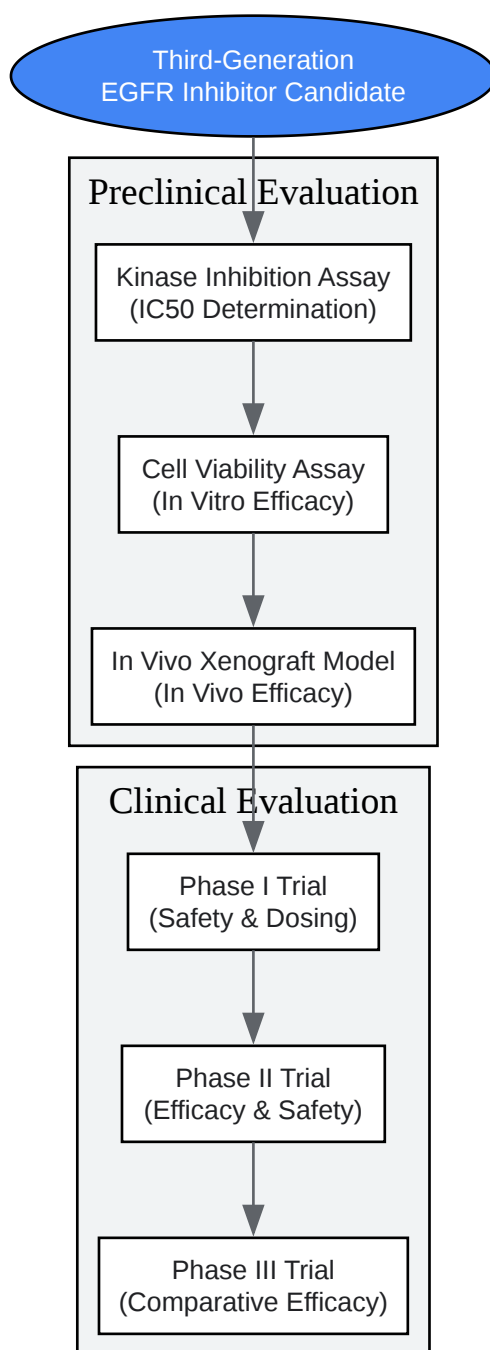 Third-Generation
EGFR Inhibitor Candidate
Preclinical Evaluation
Kinase Inhibition Assay
(IC50 Determination)
Cell Viability Assay
(In Vitro Efficacy)
In Vivo Xenograft Model
(In Vivo Efficacy)
Clinical Evaluation
Phase I Trial
(Safety & Dosing)
Phase II Trial
(Efficacy & Safety)
Phase III Trial
(Comparative Efficacy)